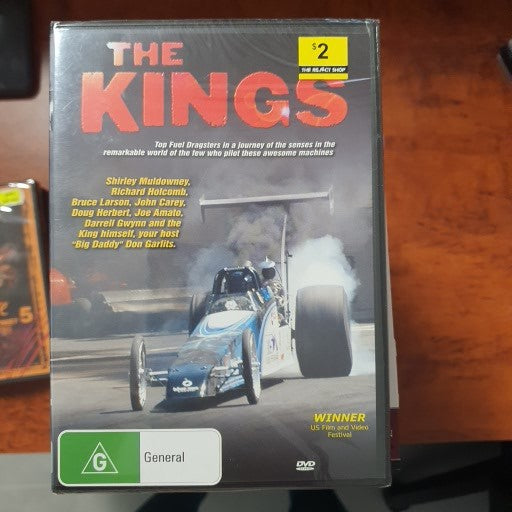 THE
KINGS
$2
THE REJECT SHOP
Top Fuel Dragsters in a journey of the senses in the
remarkable world of the few who pilot these awesome machines
Shirley Muldowney,
Richard Holcomb,
Bruce Larson, John Carey,
Doug Herbert, Joe Amato,
Darrell Gwynn and the
King himself, your host
"Big Daddy" Don Garlits.
WINNER
US Film and Video
Festival
G
General
DVD
5